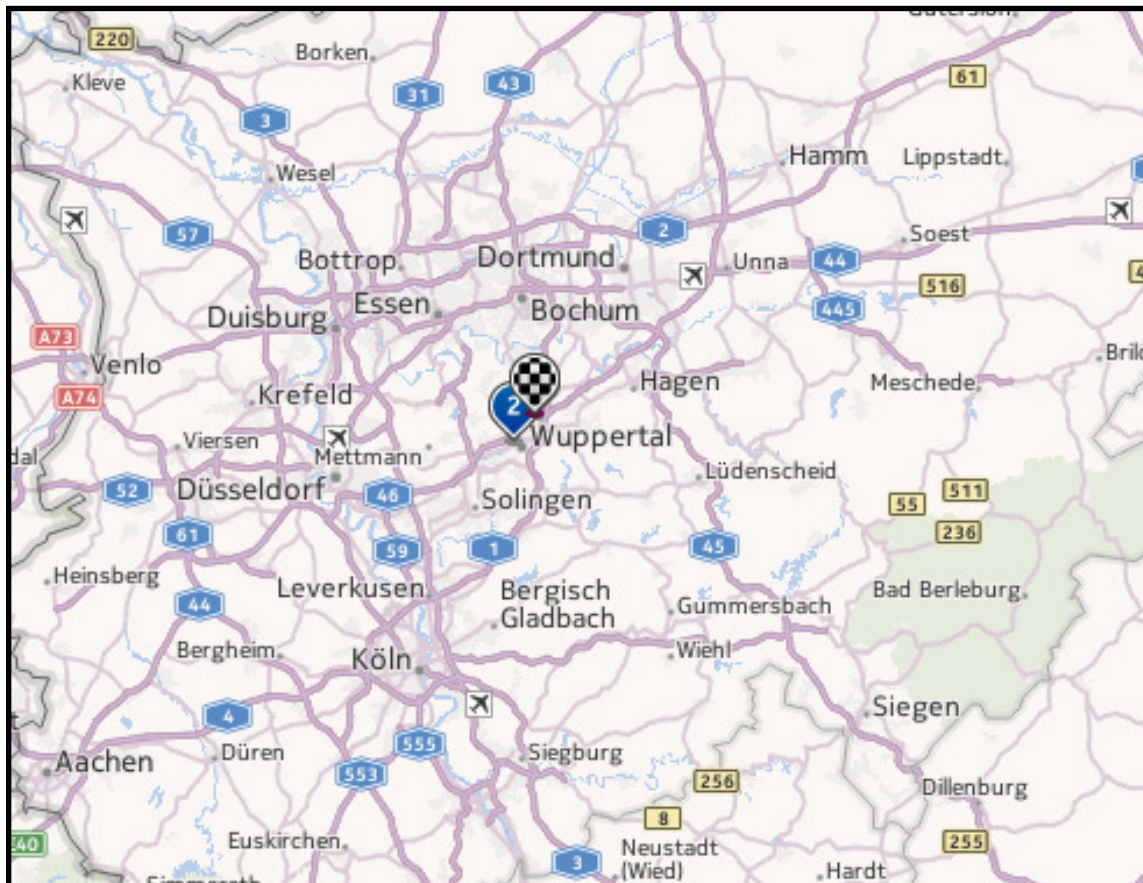 Gütersloh
220
Borken
Kleve
31
43
61
3
Hamm
Lippstadt
Wesel
57
2
Soest
Bottrop
Dortmund
Unna
44
516
Essen
Bochum
445
Duisburg
A73
Venlo
Hagen
Meschede
A74
Krefeld
2
Viersen
Mettmann
Wuppertal
Lüdenscheid
52
Düsseldorf
46
Solingen
55
511
61
59
1
45
236
Heinsberg
Leverkusen
Bergisch
Gladbach
Gummersbach
Bad Berleburg
44
Bergheim
Köln
Wiehl
4
Siegen
555
Düren
Siegburg
Aachen
553
256
Dillenburg
8
E40
Euskirchen
Neustadt
(Wied)
255
3
Hardt
Simmerath